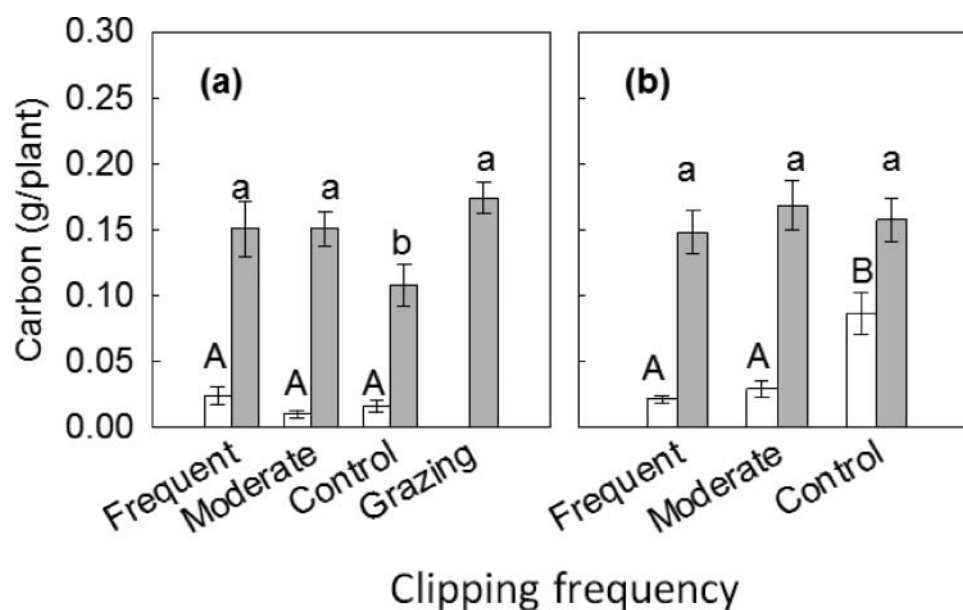 Carbon (g/plant)
0.30
0.25
0.20
0.15
0.10
0.05
0.00
(a)
a
a
b
a
A
A
A
Frequent
Moderate
Control
Grazing
(b)
a
a
a
A
A
B
Frequent
Moderate
Control
Clipping frequency